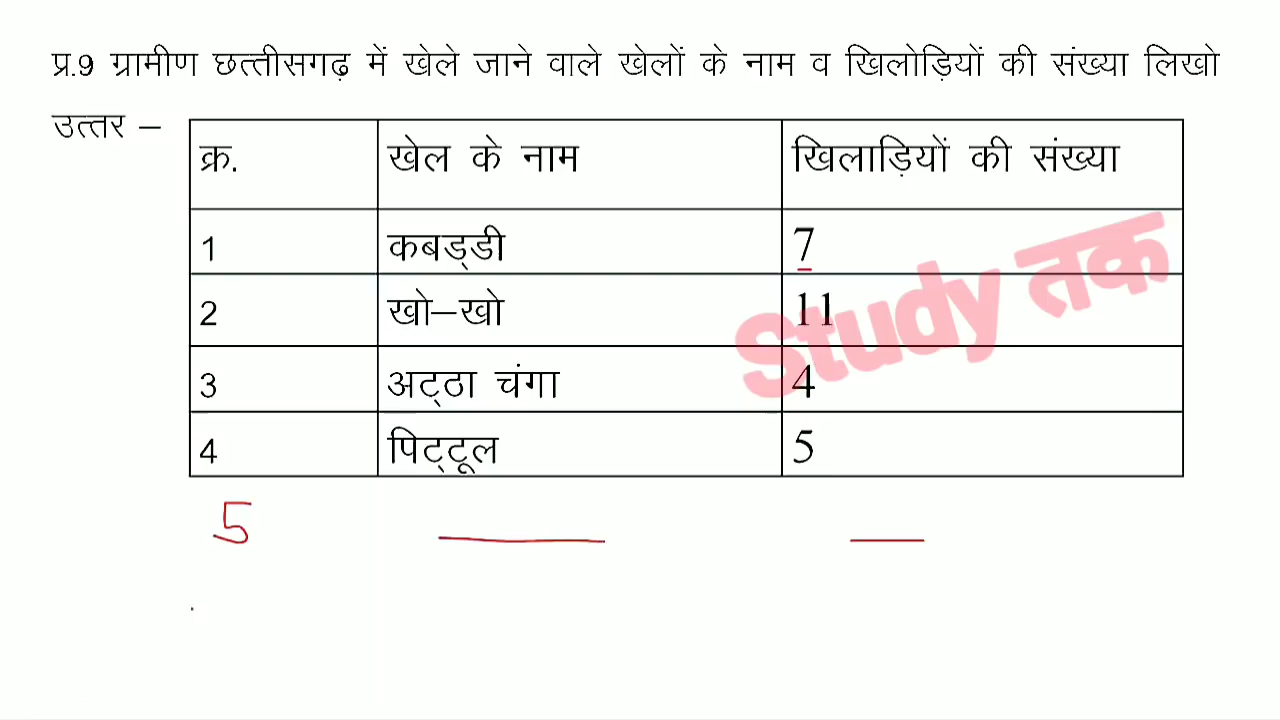 प्र.9 ग्रामीण छत्तीसगढ़ में खेले जाने वाले खेलों के नाम व खिलोड़ियों की संख्या लिखो
उत्तर –
क्र. खेल के नाम खिलाड़ियों की संख्या
1 कबड्डी 7
2 खो–खो 11
3 अट्ठा चंगा 4
4 पिट्टूल 5
5
Study तक